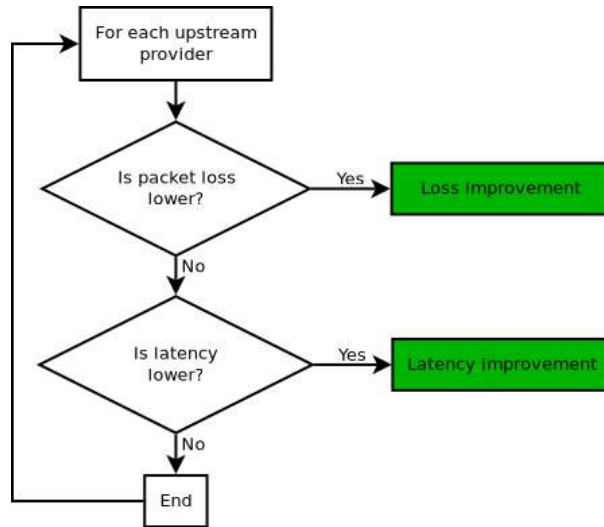 For each upstream
provider
Is packet loss
lower?
Yes
Loss Improvement
No
Is latency
lower?
Yes
Latency Improvement
No
End